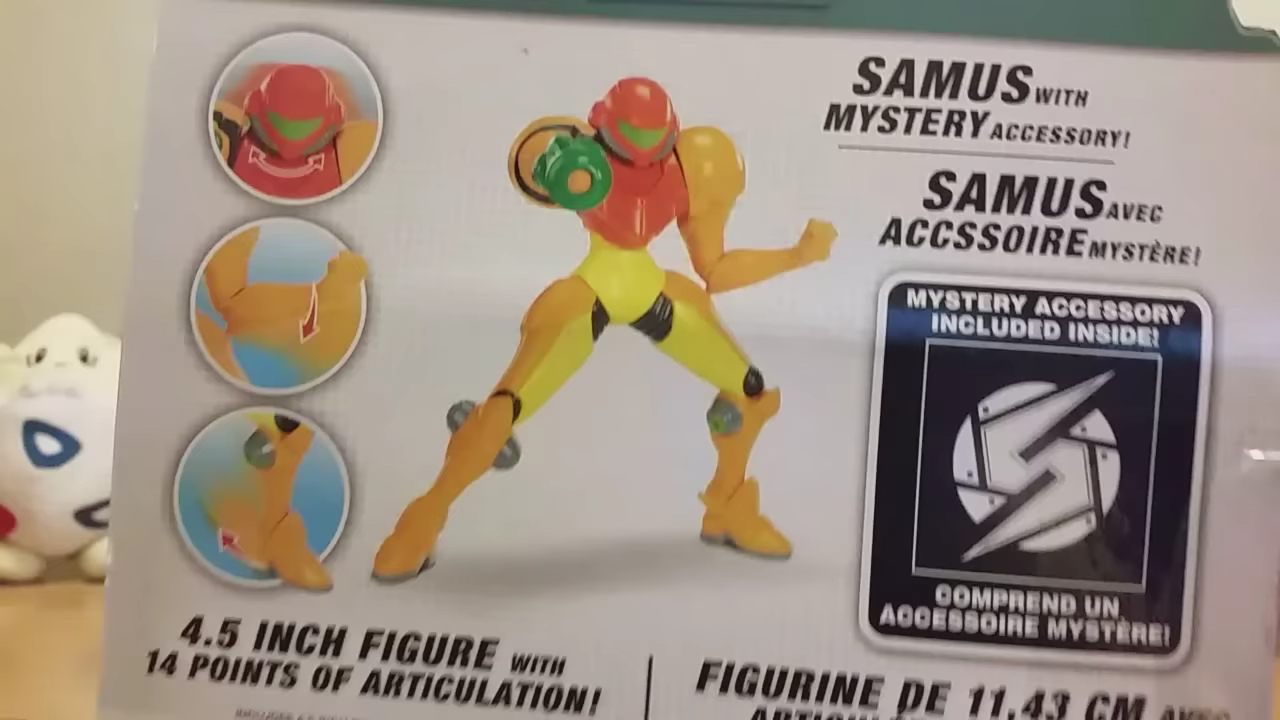 SAMUS WITH
MYSTERY ACCESSORY!
SAMUS AVEC
ACCSSOIRE MYSTÈRE!
MYSTERY ACCESSORY
INCLUDED INSIDE!
COMPREND UN
ACCESSOIRE MYSTÈRE!
4.5 INCH FIGURE WITH
14 POINTS OF ARTICULATION!
FIGURINE DE 11,43 CM AVEC